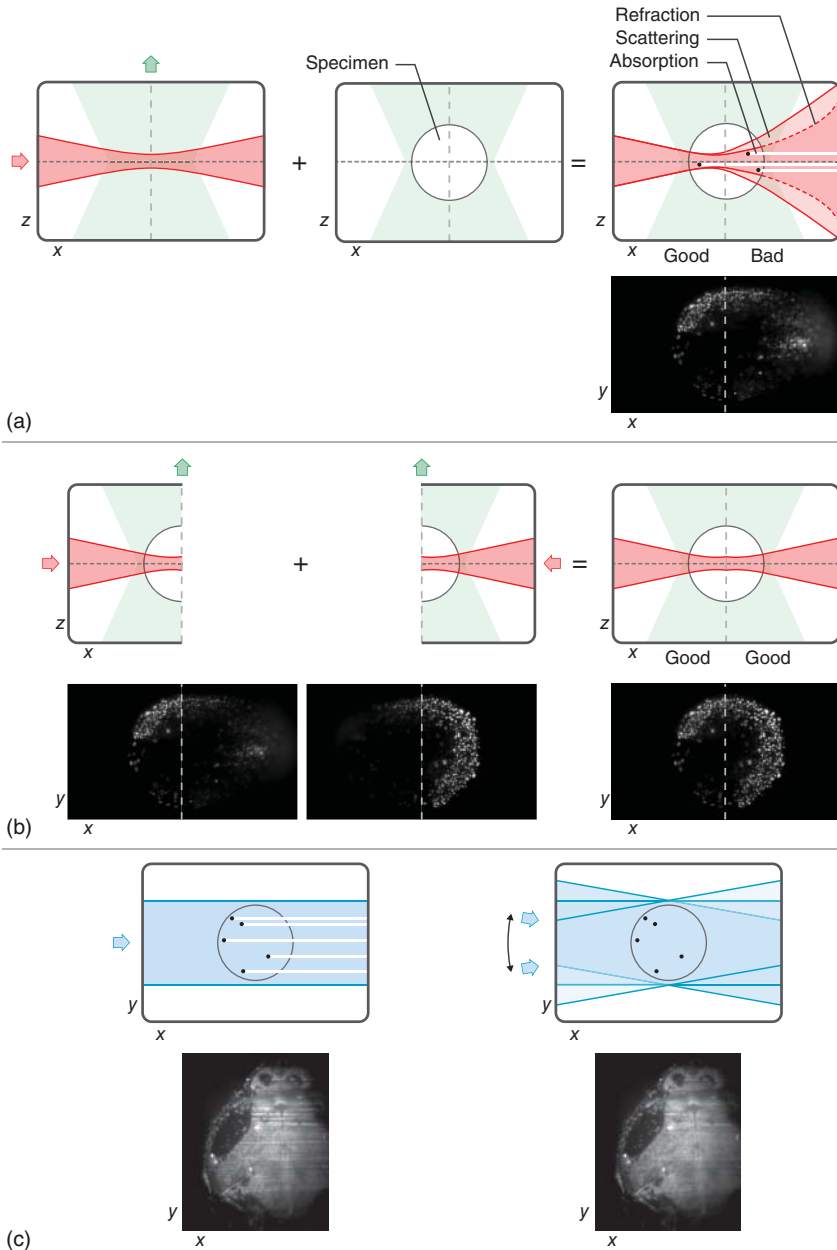 Refraction
Scattering
Absorption
Specimen
+
=
z
x
z
x
z
x
Good Bad
y
x
(a)
+
=
z
x
z
x
Good Good
y
x
y
x
(b)
y
x
y
x
y
x
y
x
(c)